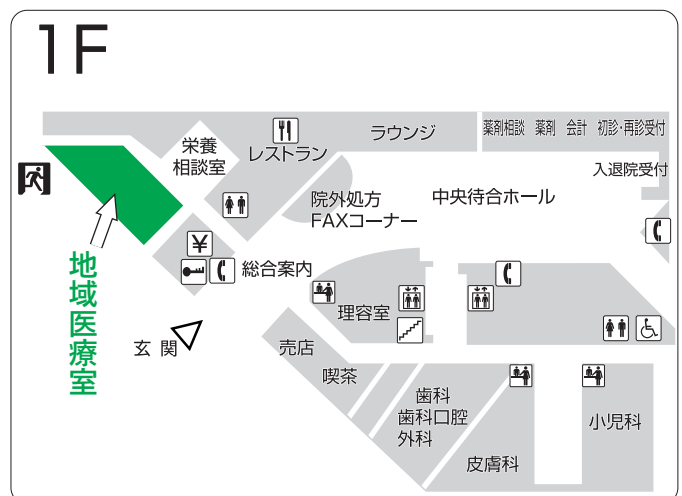 1F
薬剤相談 薬剤 会計 初診・再診受付
ラウンジ
レストラン
栄養
相談室
入退院受付
院外処方
FAXコーナー
中央待合ホール
¥
総合案内
地域医療室
理容室
玄関
売店
喫茶
歯科
歯科口腔
外科
小児科
皮膚科